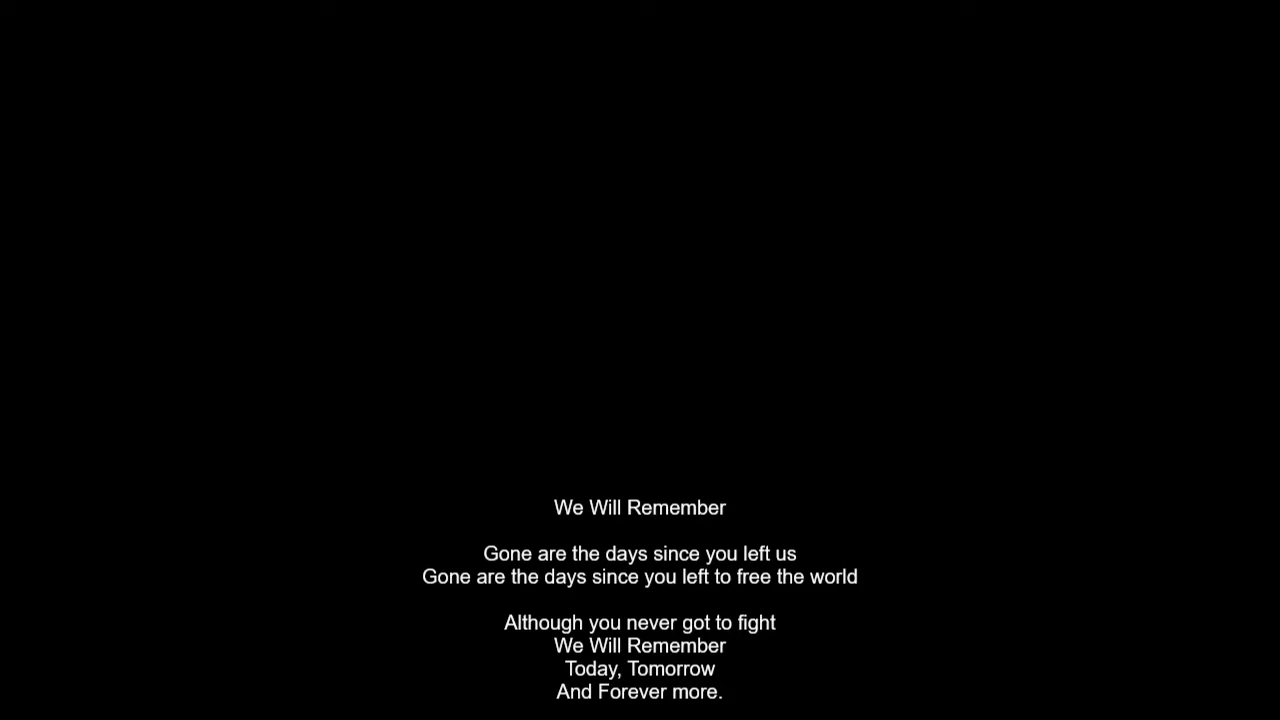 We Will Remember
Gone are the days since you left us
Gone are the days since you left to free the world
Although you never got to fight
We Will Remember
Today, Tomorrow
And Forever more.